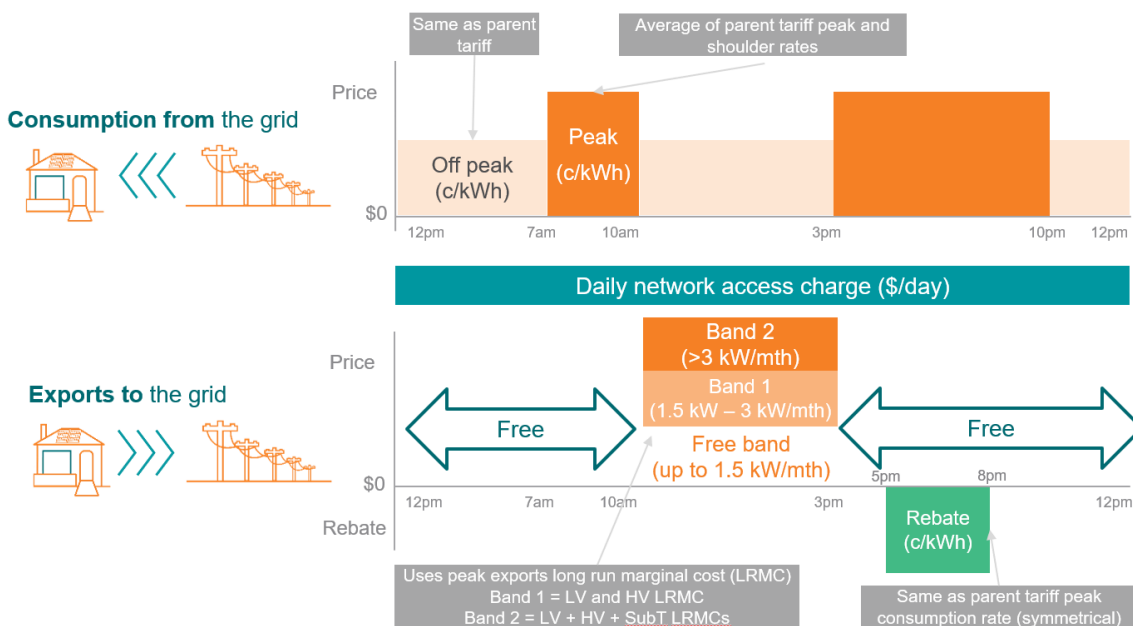 Same as parent
tariff
Average of parent tariff peak and
shoulder rates
Price
Consumption from the grid
Peak
(c/kWh)
Off peak
(c/kWh)
$0
12pm
7am
10am
3pm
10pm
12pm
Daily network access charge ($/day)
Price
Band 2
(>3 kW/mth)
Band 1
(1.5 kW – 3 kW/mth)
Exports to the grid
Free
Free
Free band
(up to 1.5 kW/mth)
5pm
8pm
$0
12pm
7am
10am
3pm
12pm
Rebate
Rebate
(c/kWh)
Uses peak exports long run marginal cost (LRMC)
Band 1 = LV and HV LRMC
Band 2 = LV + HV + SubT LRMCs
Same as parent tariff peak
consumption rate (symmetrical)